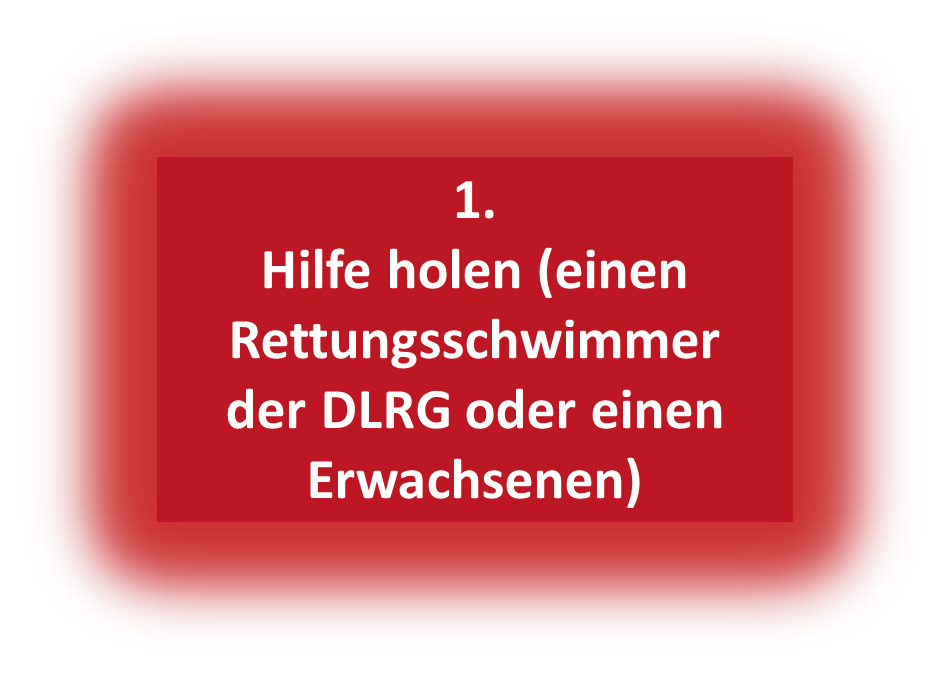 1.
Hilfe holen (einen
Rettungsschwimmer
der DLRG oder einen
Erwachsenen)